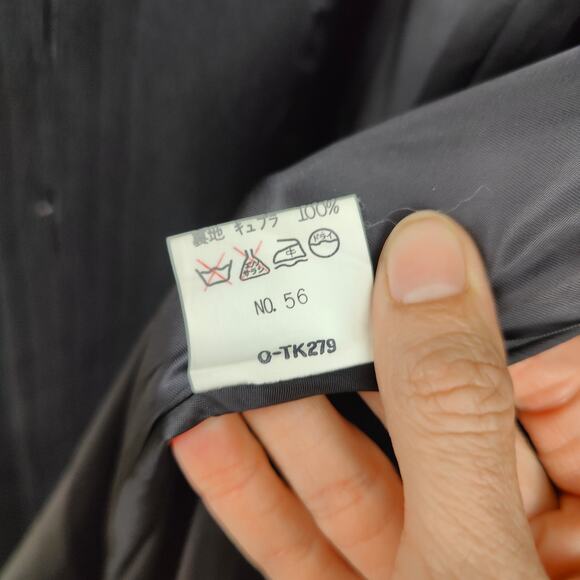 裏地 キュプラ 100%
エンソ サラシ 中 ドライ
NO. 56
O-TK279